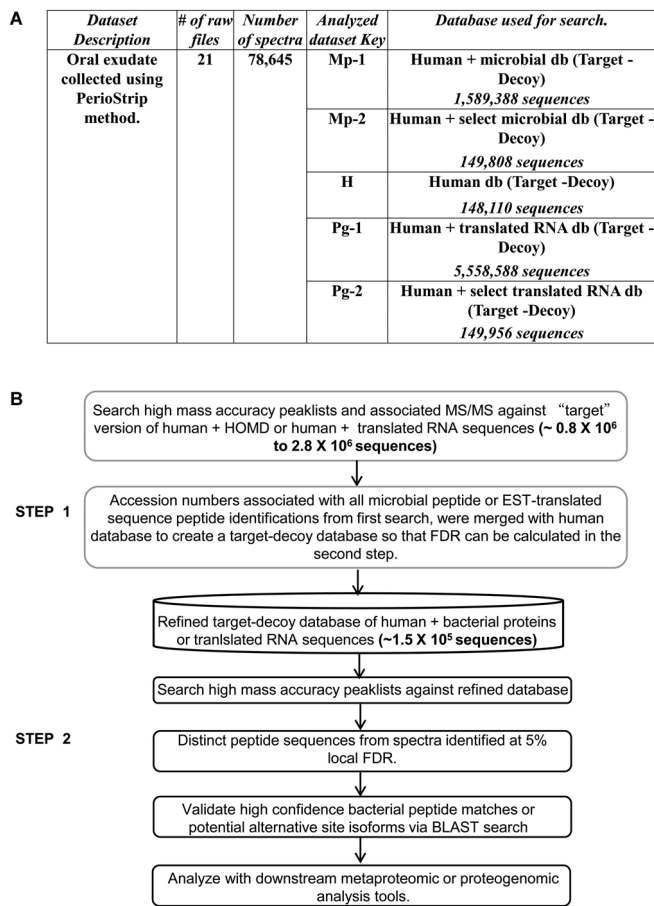 A
Dataset Description
# of raw files
Number of spectra
Analyzed dataset Key
Database used for search.
Oral exudate collected using PerioStrip method.
21
78,645
Mp-1
Human + microbial db (Target -
Decoy)
1,589,388 sequences
Mp-2
Human + select microbial db (Target -
Decoy)
149,808 sequences
H
Human db (Target -Decoy)
148,110 sequences
Pg-1
Human + translated RNA db (Target -
Decoy)
5,558,588 sequences
Pg-2
Human + select translated RNA db
(Target -Decoy)
149,956 sequences
B
Search high mass accuracy peaklists and associated MS/MS against “target”
version of human + HOMD or human + translated RNA sequences (~ 0.8 X 10⁶
to 2.8 X 10⁶ sequences)
STEP 1
Accession numbers associated with all microbial peptide or EST-translated
sequence peptide identifications from first search, were merged with human
database to create a target-decoy database so that FDR can be calculated in the
second step.
Refined target-decoy database of human + bacterial proteins
or translated RNA sequences (~1.5 X 10⁵ sequences)
Search high mass accuracy peaklists against refined database
STEP 2
Distinct peptide sequences from spectra identified at 5%
local FDR.
Validate high confidence bacterial peptide matches or
potential alternative site isoforms via BLAST search
Analyze with downstream metaproteomic or proteogenomic
analysis tools.